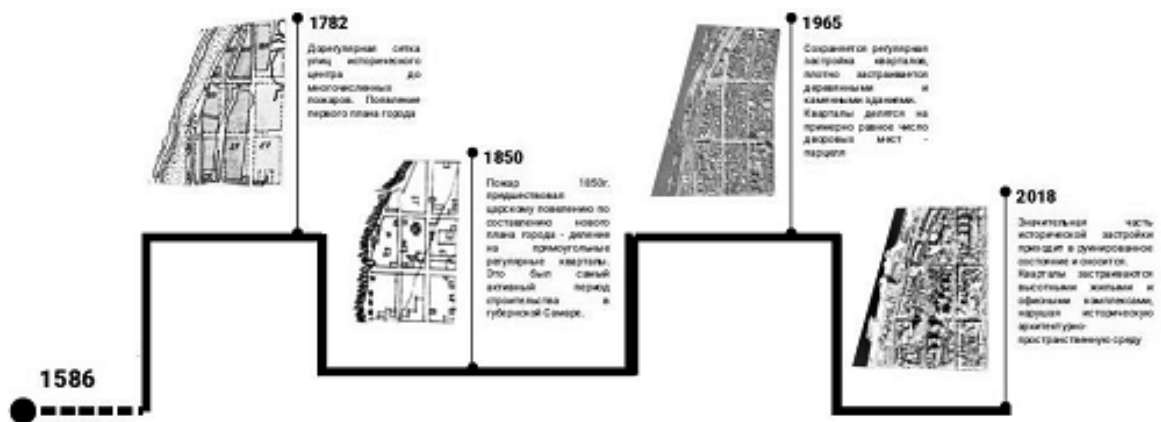 1782
Дорегулярная сетка
улиц исторического
центра до
многочисленных
пожаров. Появление
первого плана города
1850
Пожар 1850г.
предшествовал
царскому повелению по
составлению нового
плана города - деление
на прямоугольные
регулярные кварталы.
Это был самый
активный период
строительства в
губернской Самаре.
1965
Сохраняется регулярная
застройка кварталов,
плотно застраивается
деревянными и
каменными зданиями.
Кварталы делятся на
примерно равное число
дворовых мест -
парцелл
2018
Значительная часть
исторической застройки
приходит в руинированное
состояние и сносится.
Кварталы застраиваются
высотными жилыми и
офисными комплексами,
нарушая историческую
архитектурно-
пространственную среду
1586